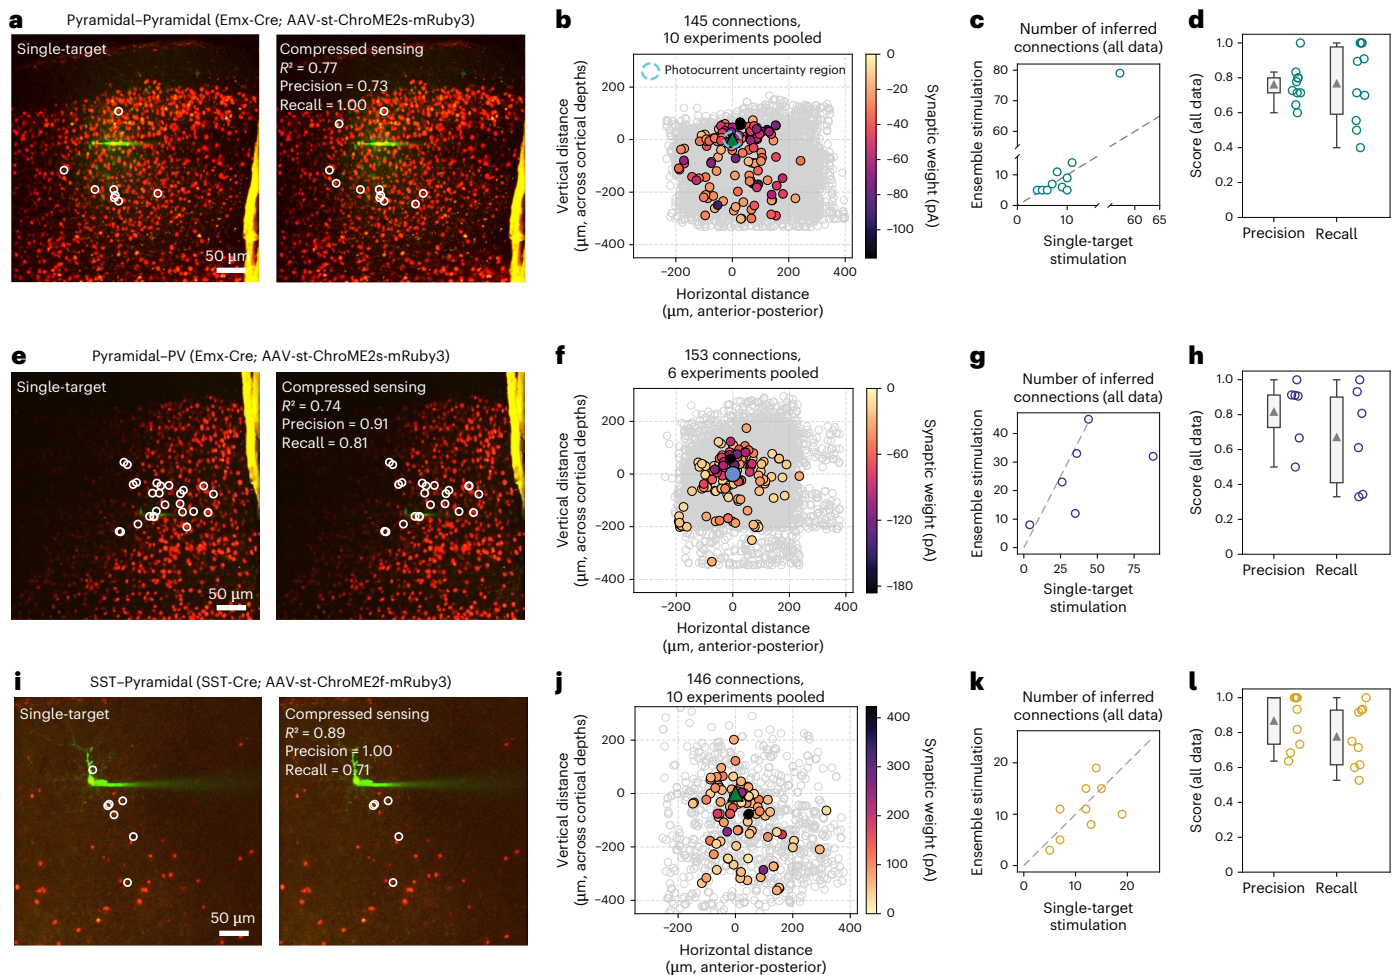 a
Pyramidal–Pyramidal (Emx-Cre; AAV-st-ChroME2s-mRuby3)
Single-target
50 µm
Compressed sensing
R² = 0.77
Precision = 0.73
Recall = 1.00
b
145 connections,
10 experiments pooled
Photocurrent uncertainty region
Vertical distance
(µm, across cortical depths)
200
0
−200
−400
−200
0
200
400
Horizontal distance
(µm, anterior-posterior)
0
−20
−40
−60
−80
−100
Synaptic weight (pA)
c
Number of inferred
connections (all data)
Ensemble stimulation
80
70
60
10
0
0
10
60
65
Single-target
stimulation
d
Score (all data)
1.0
0.8
0.6
0.4
0.2
0
Precision
Recall
e
Pyramidal–PV (Emx-Cre; AAV-st-ChroME2s-mRuby3)
Single-target
50 µm
Compressed sensing
R² = 0.74
Precision = 0.91
Recall = 0.81
f
153 connections,
6 experiments pooled
Vertical distance
(µm, across cortical depths)
200
0
−200
−400
−200
0
200
400
Horizontal distance
(µm, anterior-posterior)
0
−60
−120
−180
Synaptic weight (pA)
g
Number of inferred
connections (all data)
Ensemble stimulation
40
30
20
10
0
0
25
50
75
Single-target
stimulation
h
Score (all data)
1.0
0.8
0.6
0.4
0.2
0
Precision
Recall
i
SST–Pyramidal (SST-Cre; AAV-st-ChroME2f-mRuby3)
Single-target
50 µm
Compressed sensing
R² = 0.89
Precision = 1.00
Recall = 0.71
j
146 connections,
10 experiments pooled
Vertical distance
(µm, across cortical depths)
200
0
−200
−400
−200
0
200
400
Horizontal distance
(µm, anterior-posterior)
400
300
200
100
0
Synaptic weight (pA)
k
Number of inferred
connections (all data)
Ensemble stimulation
20
10
0
0
10
20
Single-target
stimulation
l
Score (all data)
1.0
0.8
0.6
0.4
0.2
0
Precision
Recall